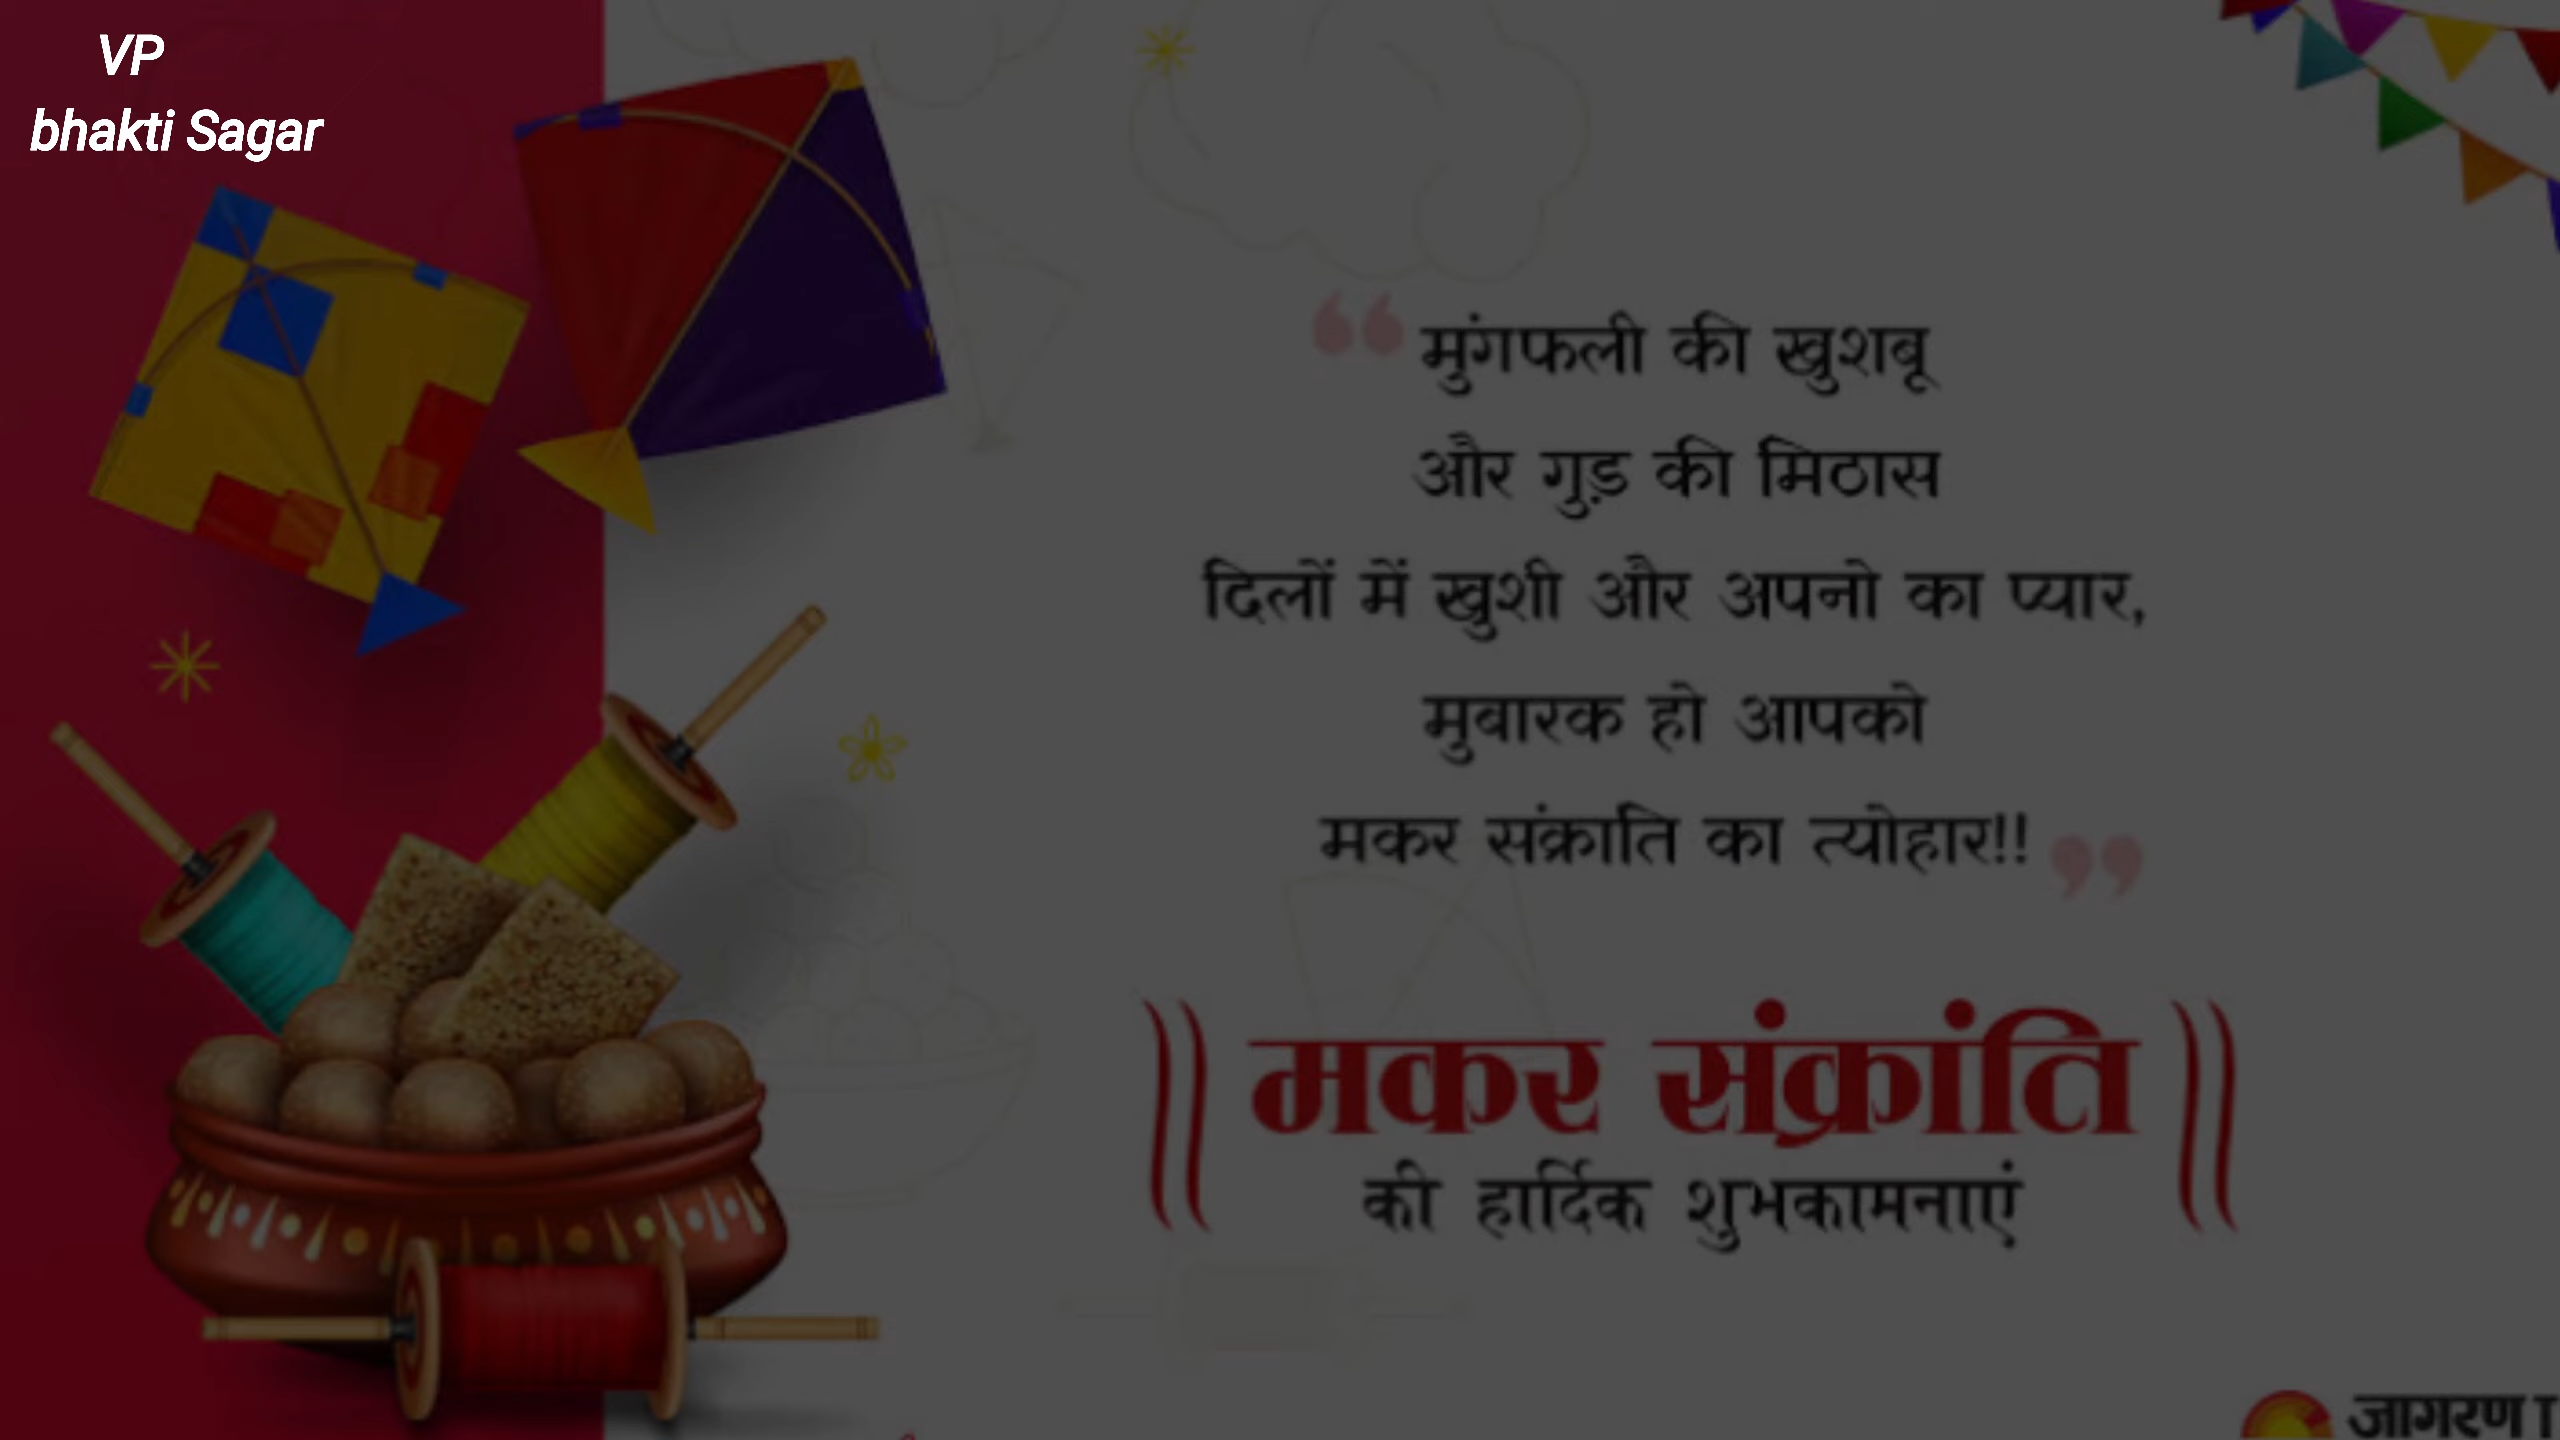 VP
bhakti Sagar
मुंगफली की खुशबू
और गुड़ की मिठास
दिलों में खुशी और अपनो का प्यार,
मुबारक हो आपको
मकर संक्राति का त्योहार!!
मकर संक्रांति
की हार्दिक शुभकामनाएं
जागरण T